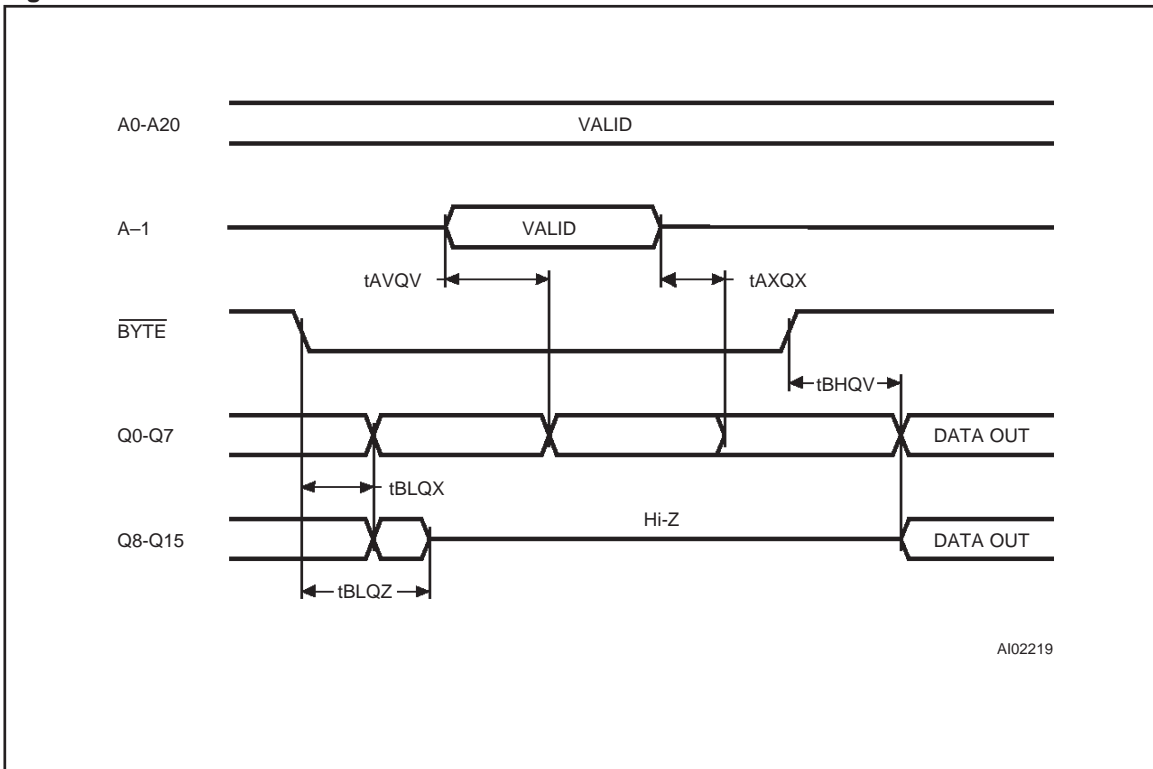 A0-A20 VALID
A–1 VALID
tAVQV tAXQX
BYTE
tBHQV
Q0-Q7 DATA OUT
tBLQX
Hi-Z
Q8-Q15 DATA OUT
tBLQZ
AI02219